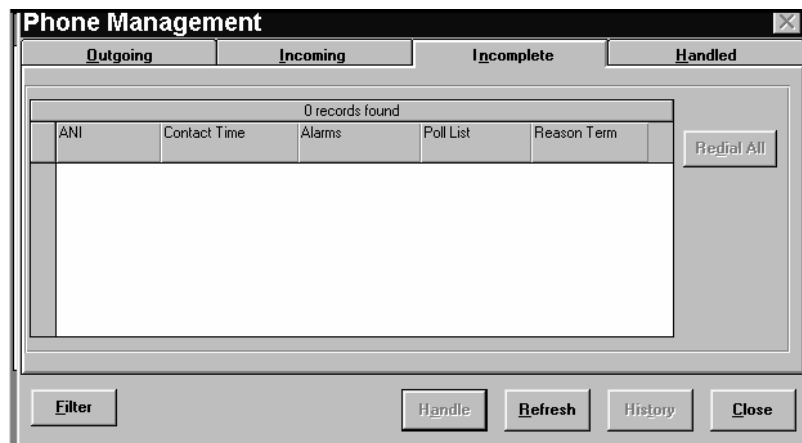 Phone Management
Outgoing Incoming Incomplete Handled
0 records found
ANI Contact Time Alarms Poll List Reason Term
Redial All
Filter Handle Refresh History Close